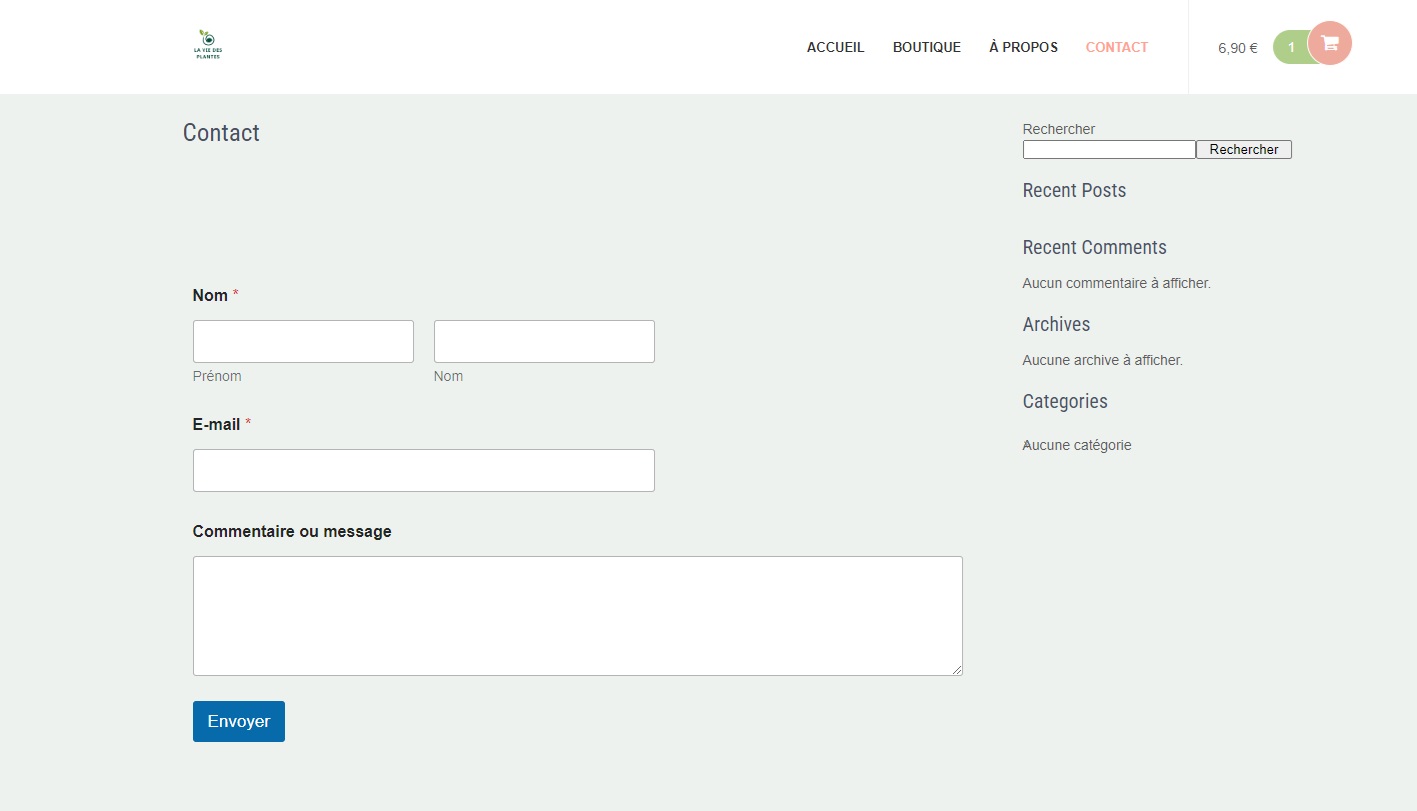 LA VIE DES
PLANTES
ACCUEIL
BOUTIQUE
À PROPOS
CONTACT
6,90 €
1
Contact
Nom *
Prénom
Nom
E-mail *
Commentaire ou message
Envoyer
Rechercher
Rechercher
Recent Posts
Recent Comments
Aucun commentaire à afficher.
Archives
Aucune archive à afficher.
Categories
Aucune catégorie